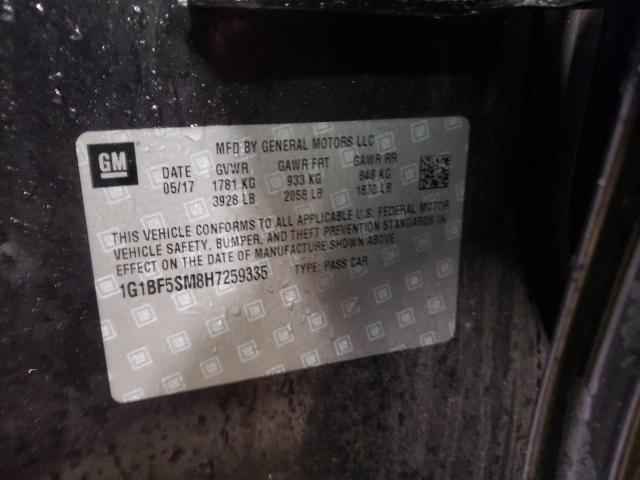 GM
MFD BY GENERAL MOTORS LLC
DATE GVWR GAWR FRT GAWR RR
05/17 1781 KG 933 KG 848 KG
3928 LB 2058 LB 1870 LB
THIS VEHICLE CONFORMS TO ALL APPLICABLE U.S. FEDERAL MOTOR
VEHICLE SAFETY, BUMPER, AND THEFT PREVENTION STANDARDS IN
EFFECT ON THE DATE OF MANUFACTURE SHOWN ABOVE.
1G1BF5SM8H7259335 TYPE: PASS CAR